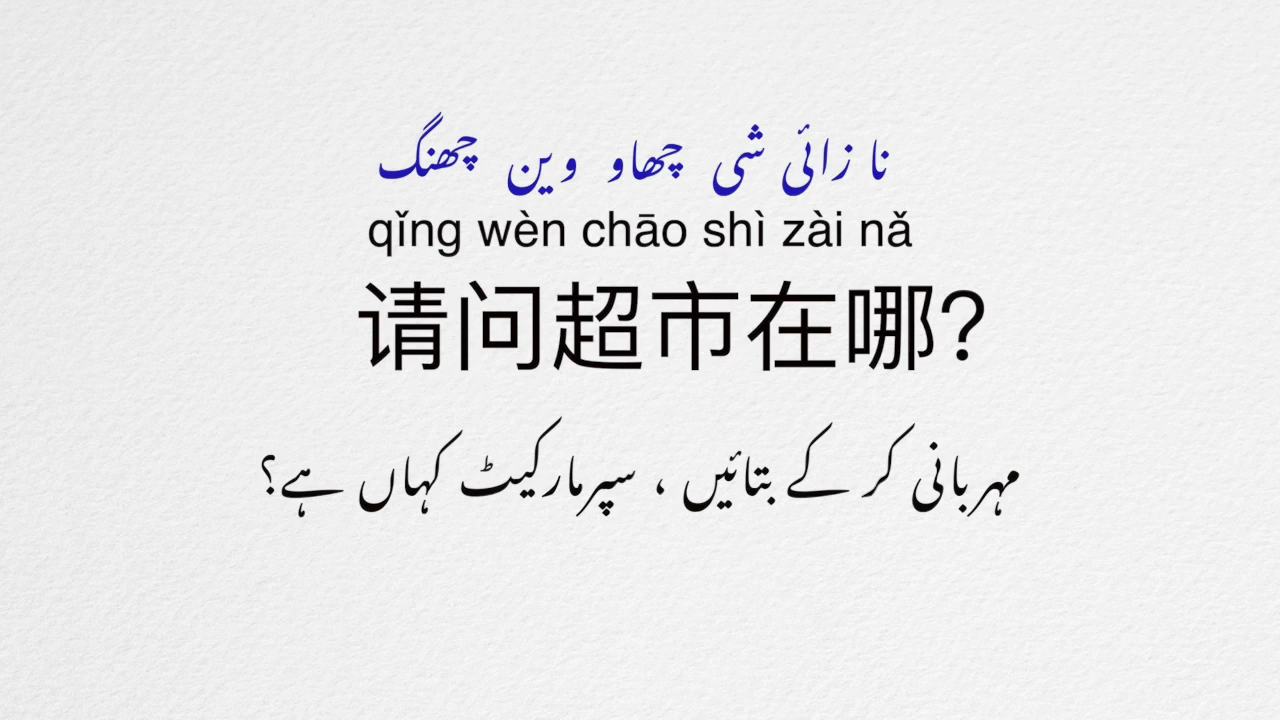 نا زائی شی چھاو وین چھنگ
qǐng wèn chāo shì zài nǎ
请问超市在哪?
مہربانی کر کے بتائیں ، سپرمارکیٹ کہاں ہے؟